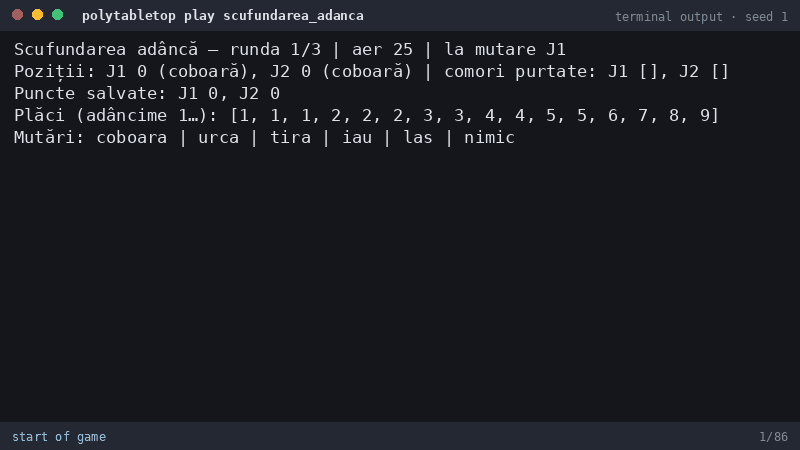 polytabletop play scufundarea_adanca
terminal output · seed 1
Scufundarea adâncă — runda 1/3 | aer 25 | la mutare J1
Poziții: J1 0 (coboară), J2 0 (coboară) | comori purtate: J1 [], J2 []
Puncte salvate: J1 0, J2 0
Plăci (adâncime 1…): [1, 1, 1, 2, 2, 2, 3, 3, 4, 4, 5, 5, 6, 7, 8, 9]
Mutări: coboara | urca | tira | iau | las | nimic
start of game
1/86